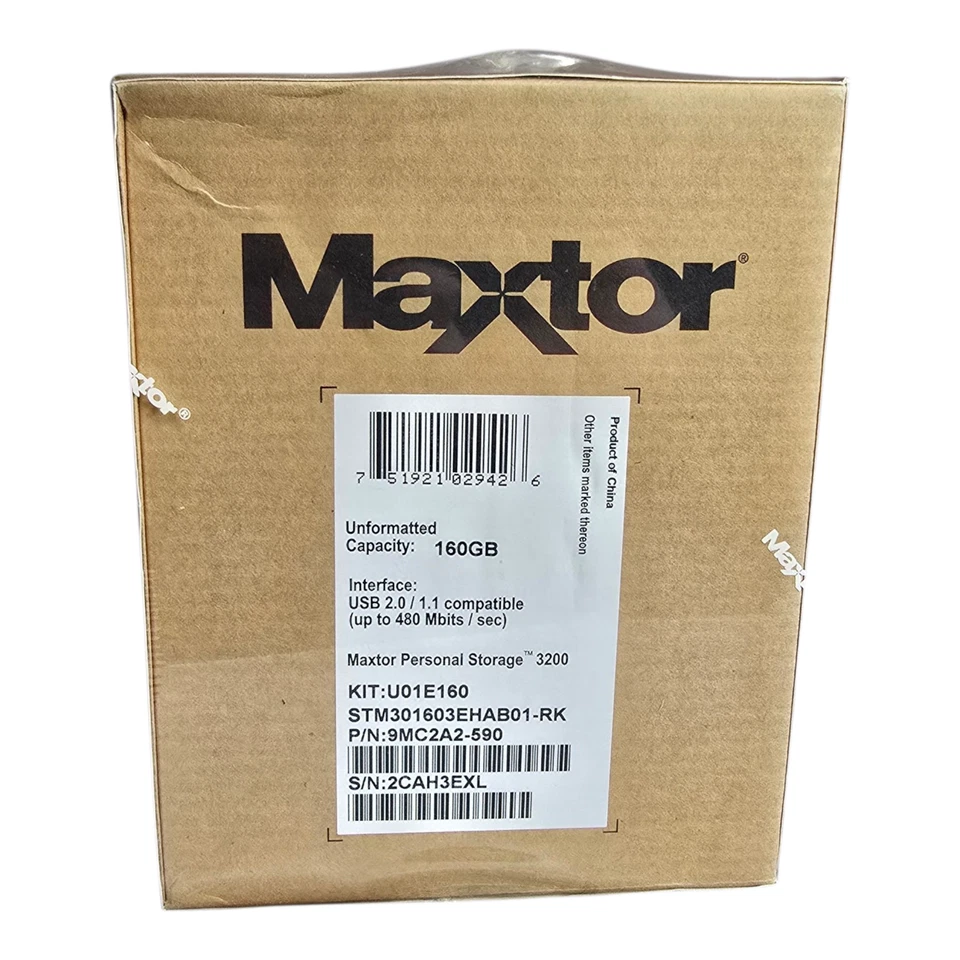 Maxtor®
7 51921 02942 6
Product of China
Other items marked thereon
Unformatted
Capacity: 160GB
Interface:
USB 2.0 / 1.1 compatible
(up to 480 Mbits / sec)
Maxtor Personal Storage™ 3200
KIT:U01E160
STM301603EHAB01-RK
P/N:9MC2A2-590
S/N:2CAH3EXL
xtor®
Max